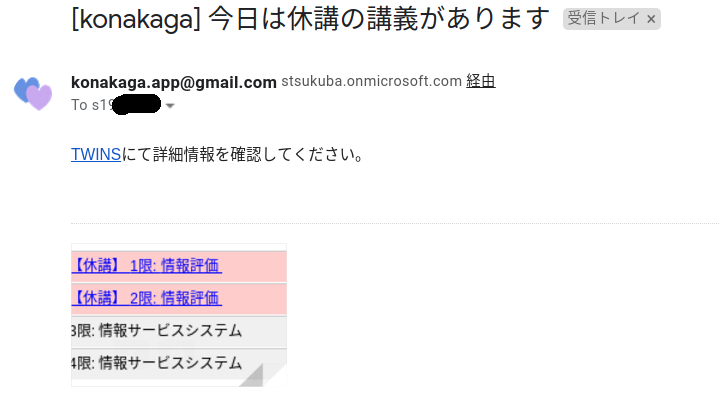 [konakaga] 今日は休講の講義があります 受信トレイ ×
konakaga.app@gmail.com stsukuba.onmicrosoft.com 経由
To s19
TWINSにて詳細情報を確認してください。
【休講】 1限: 情報評価
【休講】 2限: 情報評価
3限: 情報サービスシステム
4限: 情報サービスシステム